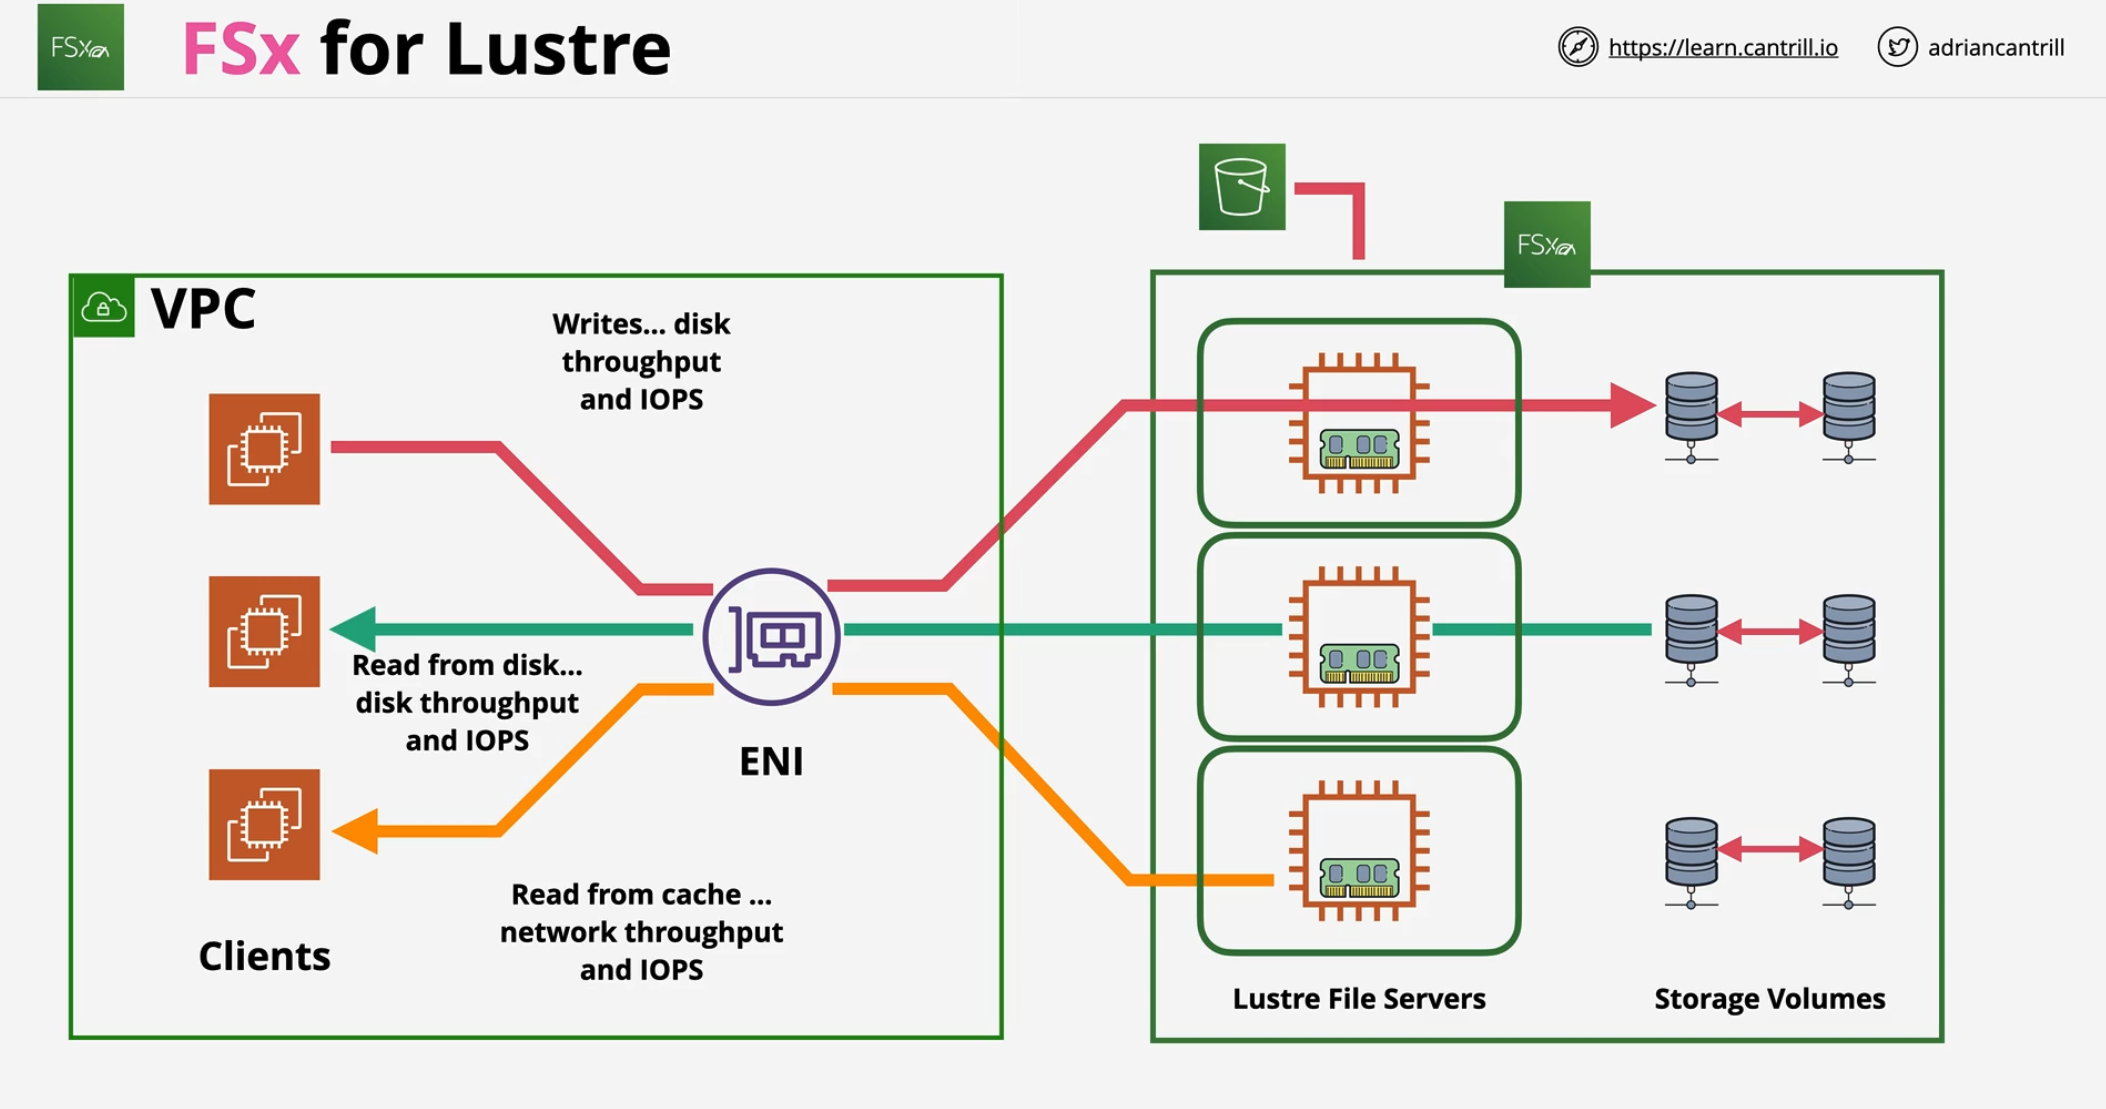 FSx
FSx for Lustre
https://learn.cantrill.io
adriancantrill
FSx
VPC
Writes... disk
throughput
and IOPS
Read from disk...
disk throughput
and IOPS
ENI
Read from cache ...
network throughput
and IOPS
Clients
Lustre File Servers
Storage Volumes